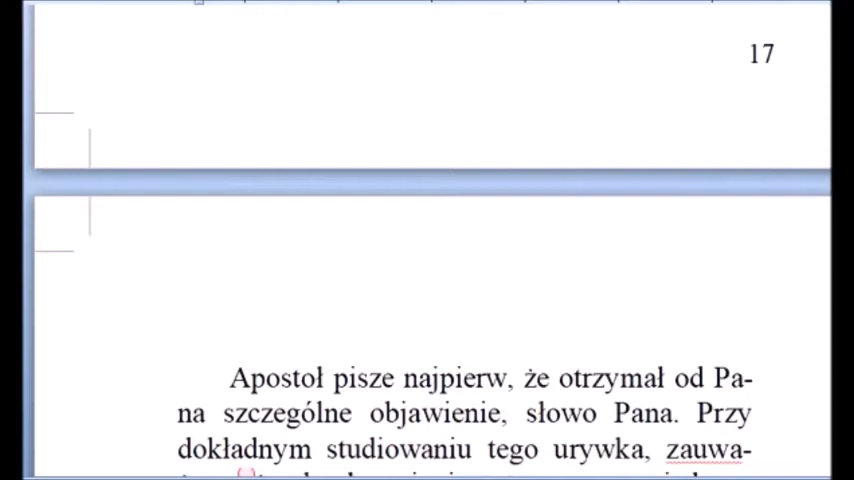 17
Apostoł pisze najpierw, że otrzymał od Pa-
na szczególne objawienie, słowo Pana. Przy
dokładnym studiowaniu tego urywka, zauwa-